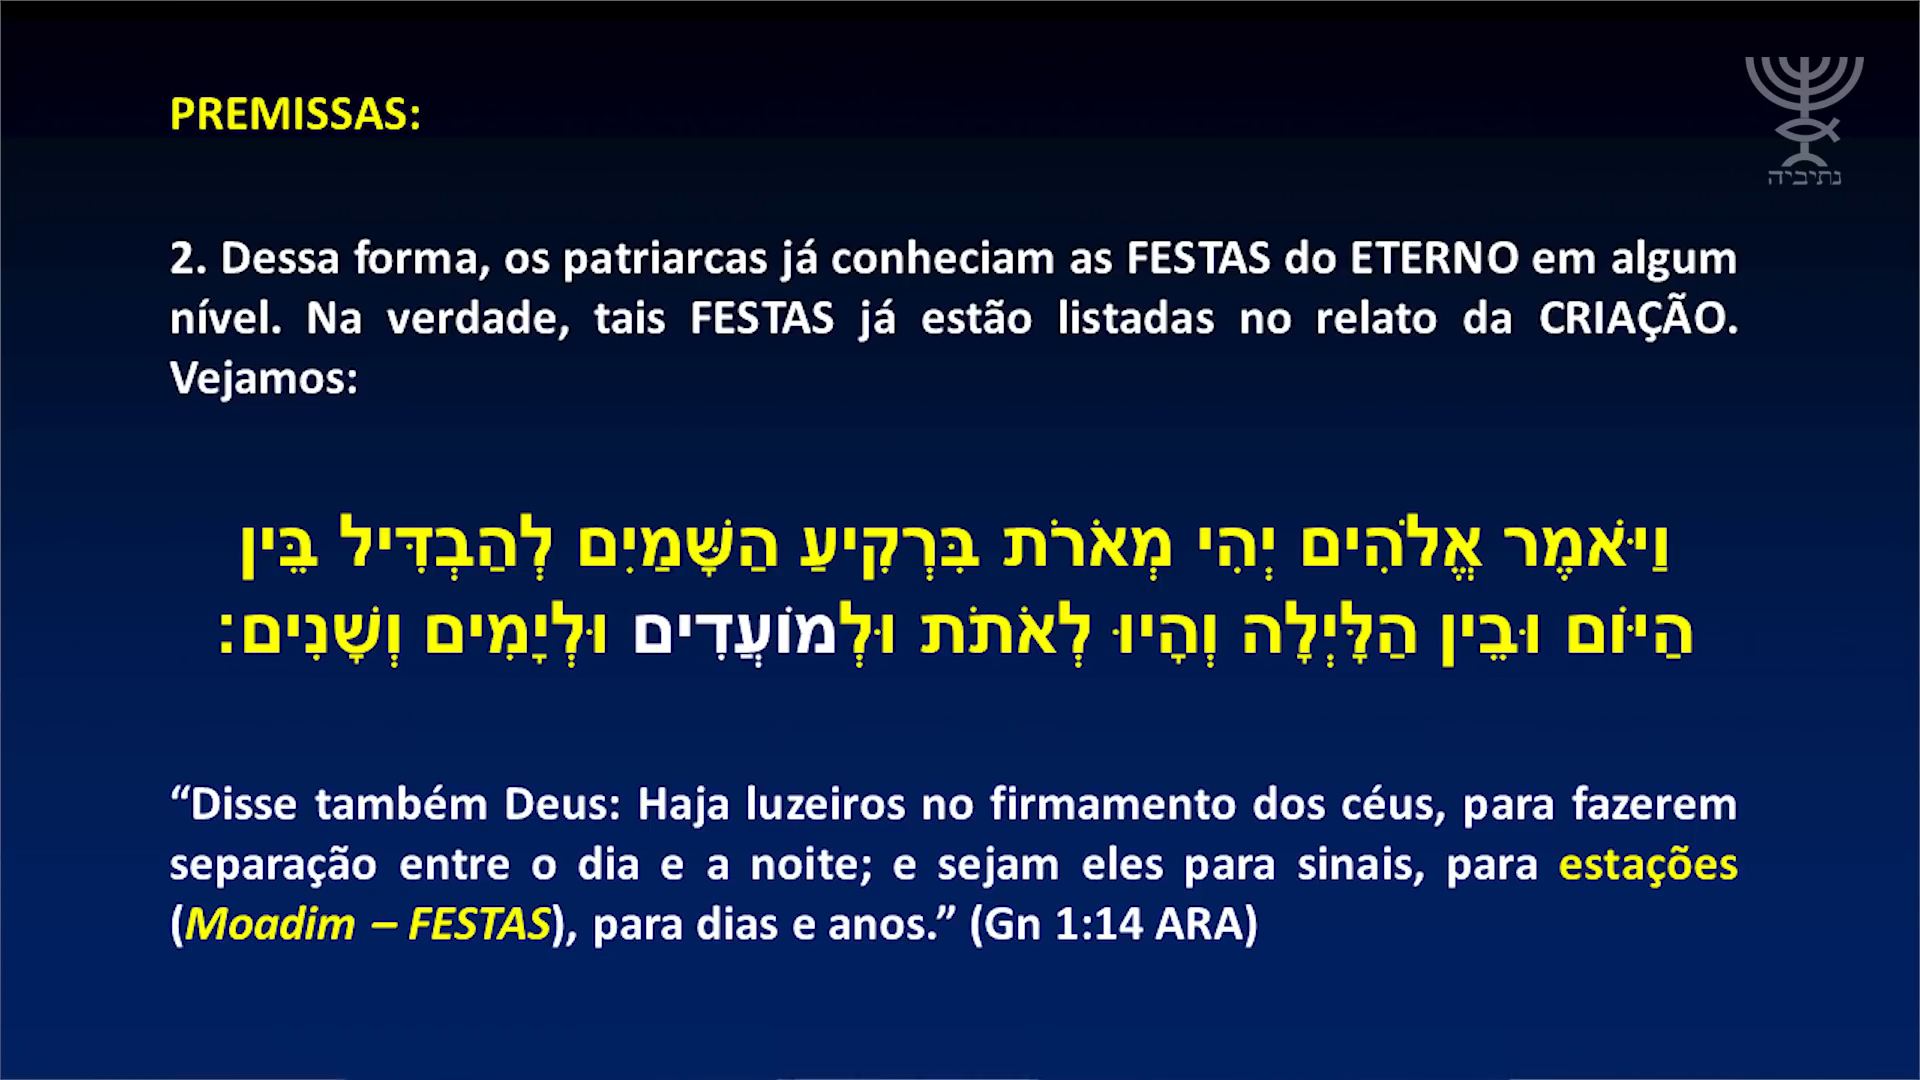 PREMISSAS:
נתיביה
2. Dessa forma, os patriarcas já conheciam as FESTAS do ETERNO em algum
nível. Na verdade, tais FESTAS já estão listadas no relato da CRIAÇÃO.
Vejamos:
וַיֹּאמֶר אֱלֹהִים יְהִי מְאֹרֹת בִּרְקִיעַ הַשָּׁמַיִם לְהַבְדִּיל בֵּין
הַיּוֹם וּבֵין הַלָּיְלָה וְהָיוּ לְאֹתֹת וּלְמוֹעֲדִים וּלְיָמִים וְשָׁנִים׃
“Disse também Deus: Haja luzeiros no firmamento dos céus, para fazerem
separação entre o dia e a noite; e sejam eles para sinais, para estações
(Moadim – FESTAS), para dias e anos.” (Gn 1:14 ARA)